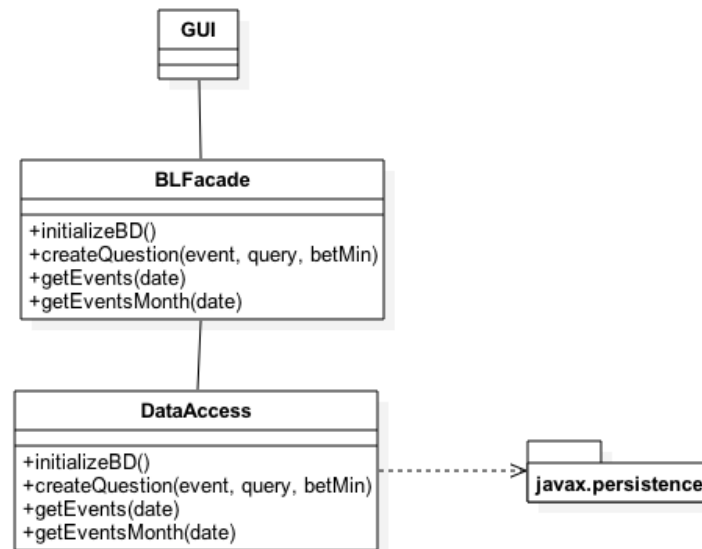 GUI
BLFacade
+initializeBD()
+createQuestion(event, query, betMin)
+getEvents(date)
+getEventsMonth(date)
DataAccess
+initializeBD()
+createQuestion(event, query, betMin)
+getEvents(date)
+getEventsMonth(date)
javax.persistence